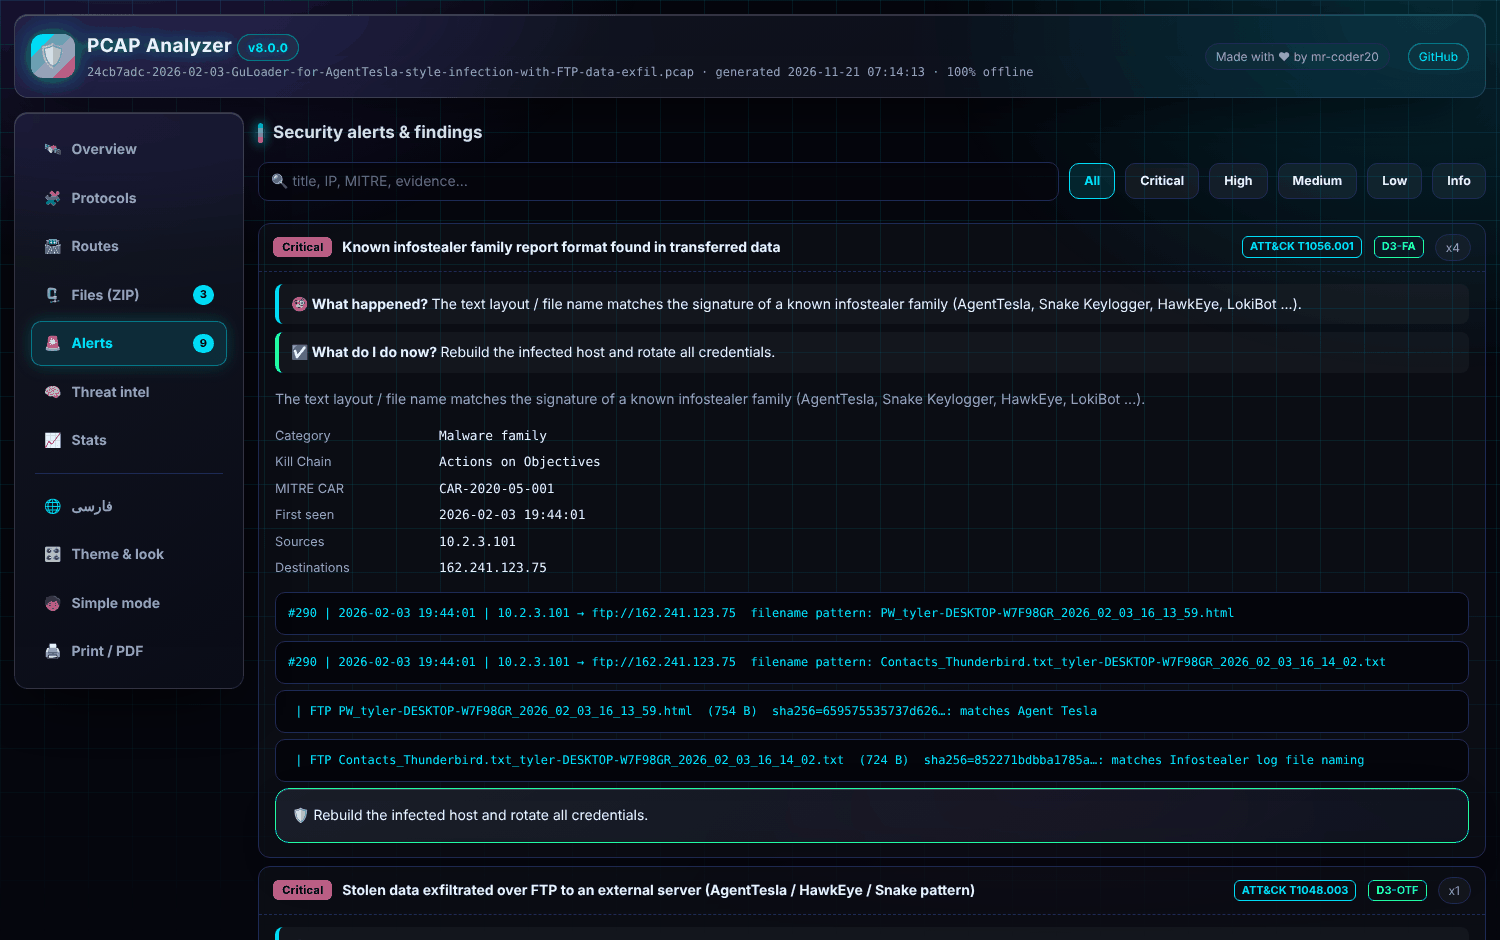 PCAP Analyzer v8.0.0
24cb7adc-2026-02-03-GuLoader-for-AgentTesla-style-infection-with-FTP-data-exfil.pcap · generated 2026-11-21 07:14:13 · 100% offline
Made with ♥ by mr-coder20
GitHub
Overview
Protocols
Routes
Files (ZIP) 3
Alerts 9
Threat intel
Stats
فارسی
Theme & look
Simple mode
Print / PDF
Security alerts & findings
title, IP, MITRE, evidence...
All
Critical
High
Medium
Low
Info
Critical Known infostealer family report format found in transferred data ATT&CK T1056.001 D3-FA x4
What happened? The text layout / file name matches the signature of a known infostealer family (AgentTesla, Snake Keylogger, HawkEye, LokiBot ...).
What do I do now? Rebuild the infected host and rotate all credentials.
The text layout / file name matches the signature of a known infostealer family (AgentTesla, Snake Keylogger, HawkEye, LokiBot ...).
Category Malware family
Kill Chain Actions on Objectives
MITRE CAR CAR-2020-05-001
First seen 2026-02-03 19:44:01
Sources 10.2.3.101
Destinations 162.241.123.75
#290 | 2026-02-03 19:44:01 | 10.2.3.101 → ftp://162.241.123.75 filename pattern: PW_tyler-DESKTOP-W7F98GR_2026_02_03_16_13_59.html
#290 | 2026-02-03 19:44:01 | 10.2.3.101 → ftp://162.241.123.75 filename pattern: Contacts_Thunderbird.txt_tyler-DESKTOP-W7F98GR_2026_02_03_16_14_02.txt
| FTP PW_tyler-DESKTOP-W7F98GR_2026_02_03_16_13_59.html (754 B) sha256=659575535737d626…: matches Agent Tesla
| FTP Contacts_Thunderbird.txt_tyler-DESKTOP-W7F98GR_2026_02_03_16_14_02.txt (724 B) sha256=852271bdbba1785a…: matches Infostealer log file naming
Rebuild the infected host and rotate all credentials.
Critical Stolen data exfiltrated over FTP to an external server (AgentTesla / HawkEye / Snake pattern) ATT&CK T1048.003 D3-OTF x1